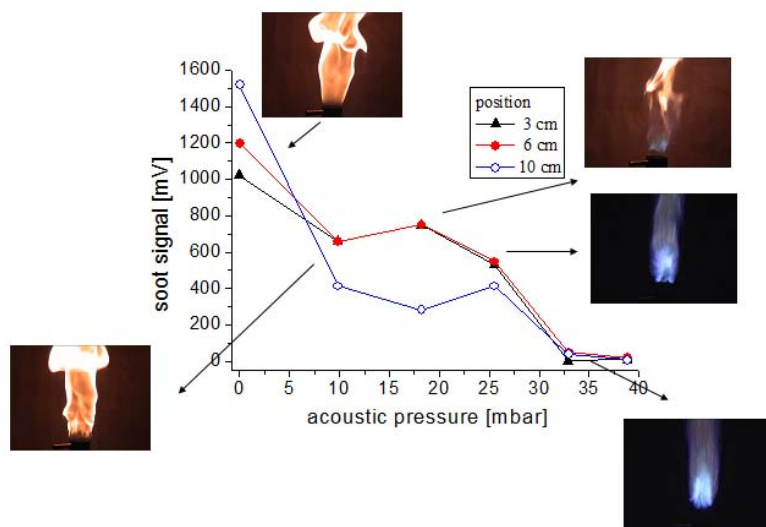 1600
1400
1200
1000
800
600
400
200
0
soot signal [mV]
position
3 cm
6 cm
10 cm
0 5 10 15 20 25 30 35 40
acoustic pressure [mbar]